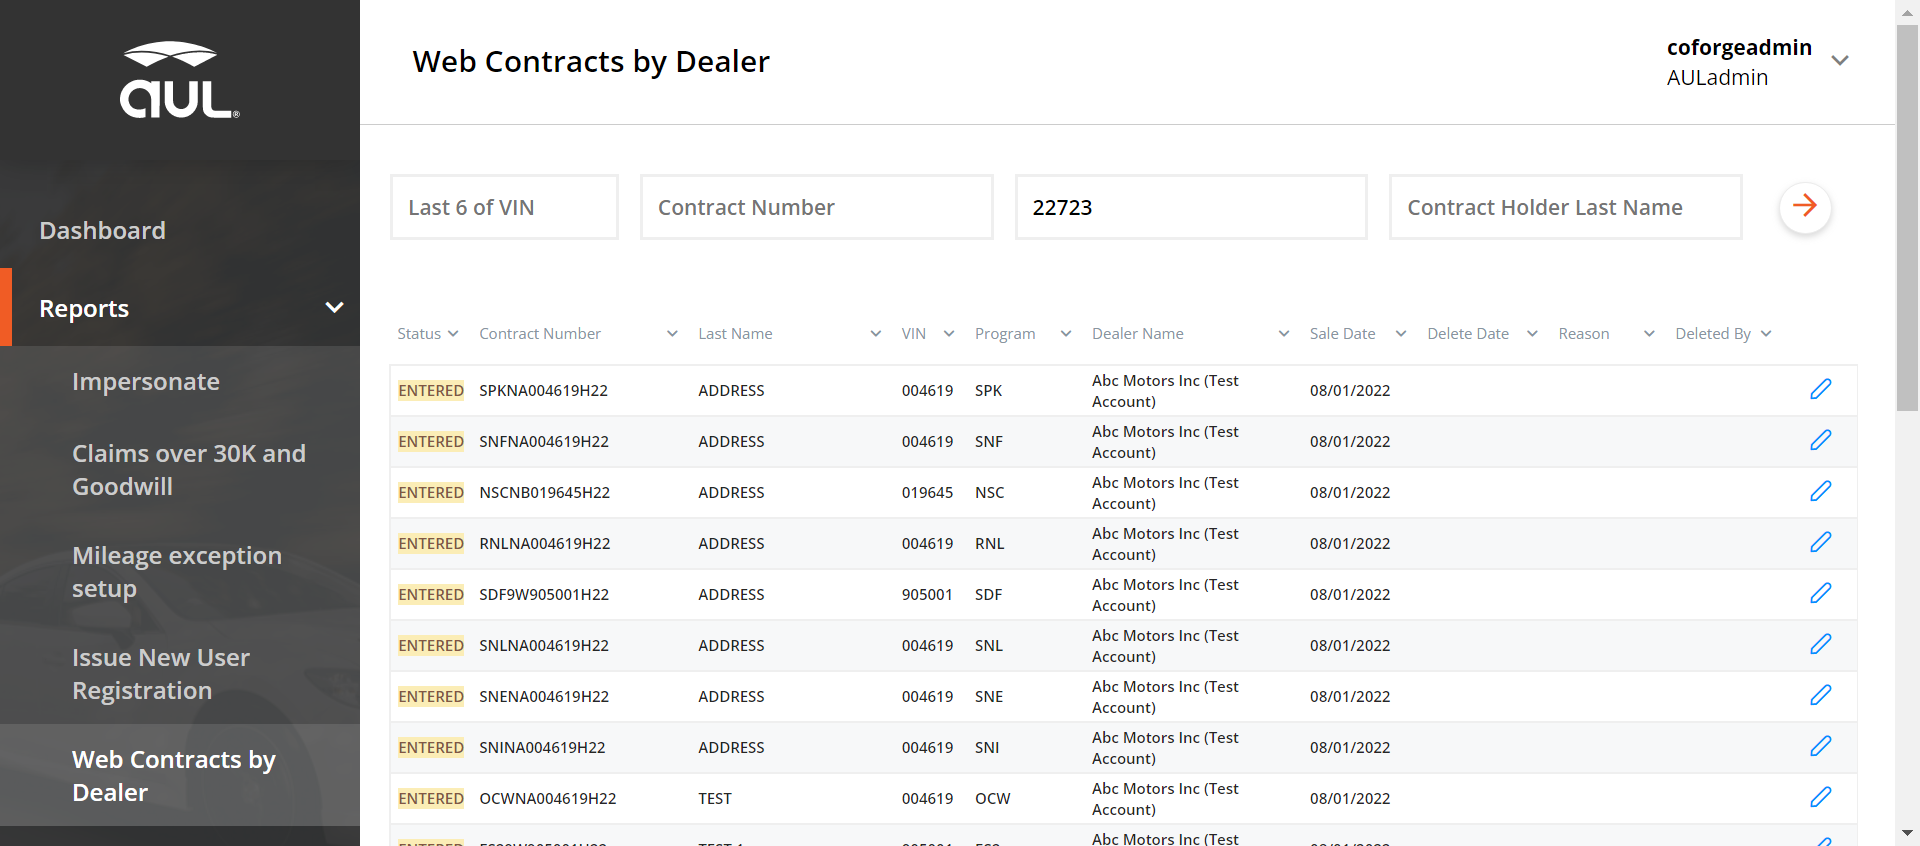 aUL®
Dashboard
Reports
Impersonate
Claims over 30K and
Goodwill
Mileage exception
setup
Issue New User
Registration
Web Contracts by
Dealer
Web Contracts by Dealer
coforgeadmin
AULadmin
Last 6 of VIN Contract Number 22723 Contract Holder Last Name
Status Contract Number Last Name VIN Program Dealer Name Sale Date Delete Date Reason Deleted By
ENTERED SPKNA004619H22 ADDRESS 004619 SPK Abc Motors Inc (Test 08/01/2022
Account)
ENTERED SNFNA004619H22 ADDRESS 004619 SNF Abc Motors Inc (Test 08/01/2022
Account)
ENTERED NSCNB019645H22 ADDRESS 019645 NSC Abc Motors Inc (Test 08/01/2022
Account)
ENTERED RNLNA004619H22 ADDRESS 004619 RNL Abc Motors Inc (Test 08/01/2022
Account)
ENTERED SDF9W905001H22 ADDRESS 905001 SDF Abc Motors Inc (Test 08/01/2022
Account)
ENTERED SNLNA004619H22 ADDRESS 004619 SNL Abc Motors Inc (Test 08/01/2022
Account)
ENTERED SNENA004619H22 ADDRESS 004619 SNE Abc Motors Inc (Test 08/01/2022
Account)
ENTERED SNINA004619H22 ADDRESS 004619 SNI Abc Motors Inc (Test 08/01/2022
Account)
ENTERED OCWNA004619H22 TEST 004619 OCW Abc Motors Inc (Test 08/01/2022
Account)
Abc Motors Inc (Test